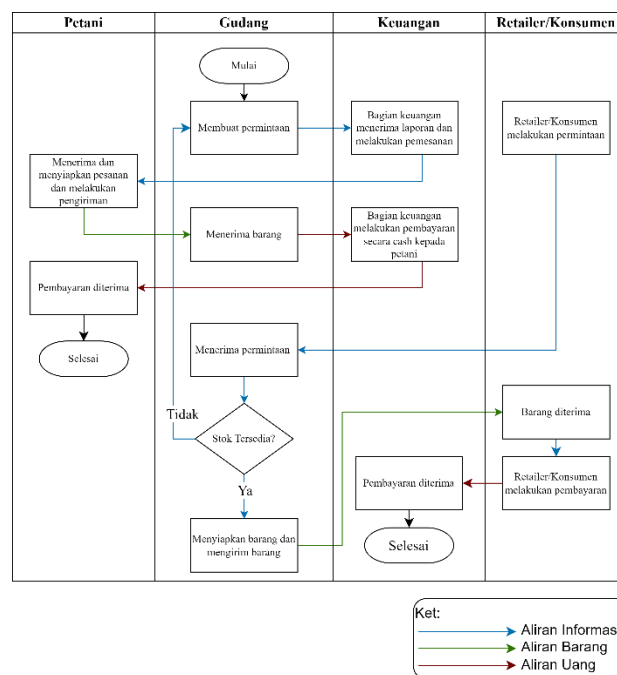 Petani
Gudang
Keuangan
Retailer/Konsumen
Mulai
Membuat permintaan
Bagian keuangan
menerima laporan dan
melakukan pemesanan
Retailer/Konsumen
melakukan permintaan
Menerima dan
menyiapkan pesanan
dan melakukan
pengiriman
Menerima barang
Bagian keuangan
melakukan pembayaran
secara cash kepada
petani
Pembayaran diterima
Selesai
Menerima permintaan
Tidak
Stok Tersedia?
Ya
Menyiapkan barang dan
mengirim barang
Barang diterima
Retailer/Konsumen
melakukan pembayaran
Pembayaran diterima
Selesai
Ket:
Aliran Informas
Aliran Barang
Aliran Uang